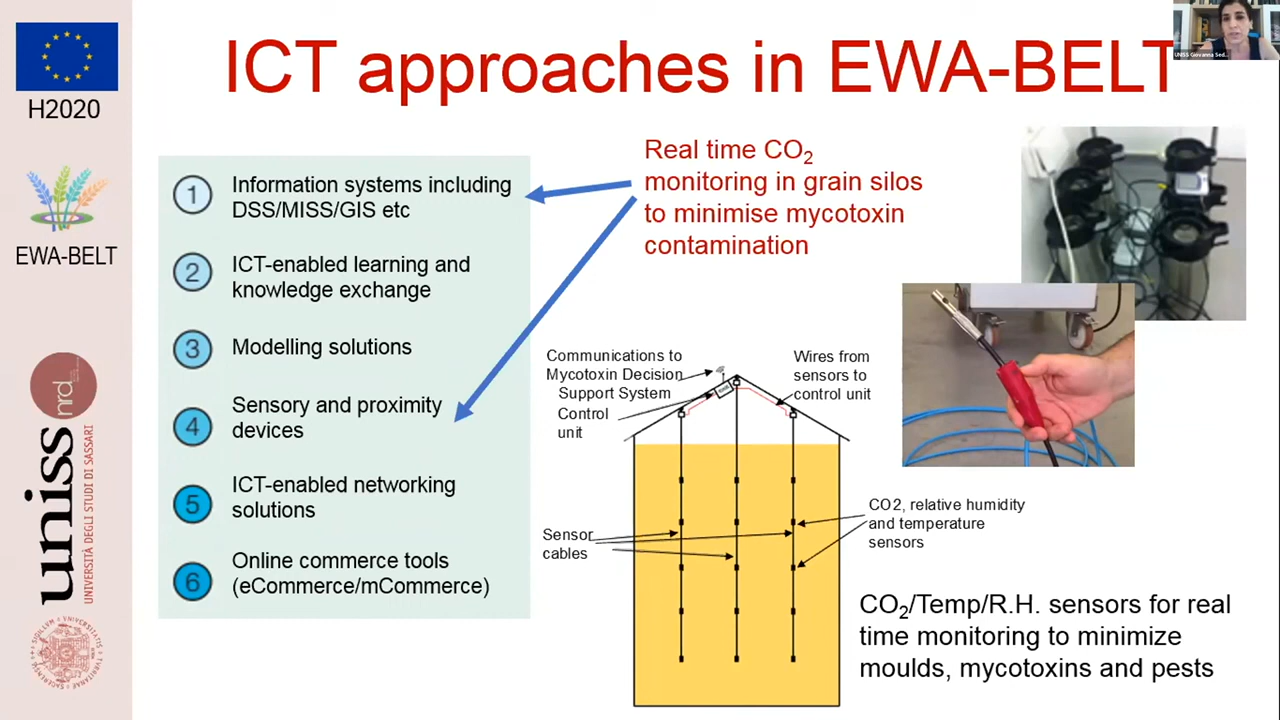 ICT approaches in EWA-BELT
H2020
EWA-BELT
nrd
uniss
UNIVERSITÀ DEGLI STUDI DI SASSARI
1
Information systems including
DSS/MISS/GIS etc
2
ICT-enabled learning and
knowledge exchange
3
Modelling solutions
4
Sensory and proximity
devices
5
ICT-enabled networking
solutions
6
Online commerce tools
(eCommerce/mCommerce)
Real time CO₂
monitoring in grain silos
to minimise mycotoxin
contamination
Communications to
Mycotoxin Decision
Support System
Control
unit
Wires from
sensors to
control unit
Sensor
cables
CO2, relative humidity
and temperature
sensors
CO₂/Temp/R.H. sensors for real
time monitoring to minimize
moulds, mycotoxins and pests
UNISS Giovanna Sed...